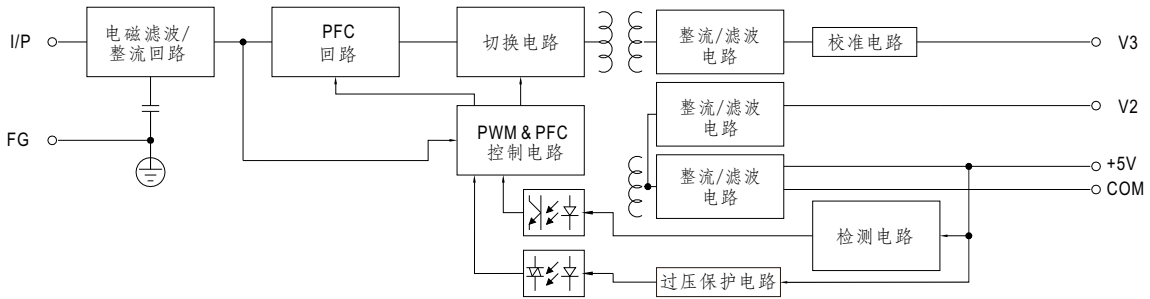 I/P
电磁滤波/
整流回路
PFC
回路
切换电路
整流/滤波
电路
校准电路
V3
整流/滤波
电路
V2
FG
PWM & PFC
控制电路
整流/滤波
电路
+5V
COM
检测电路
过压保护电路